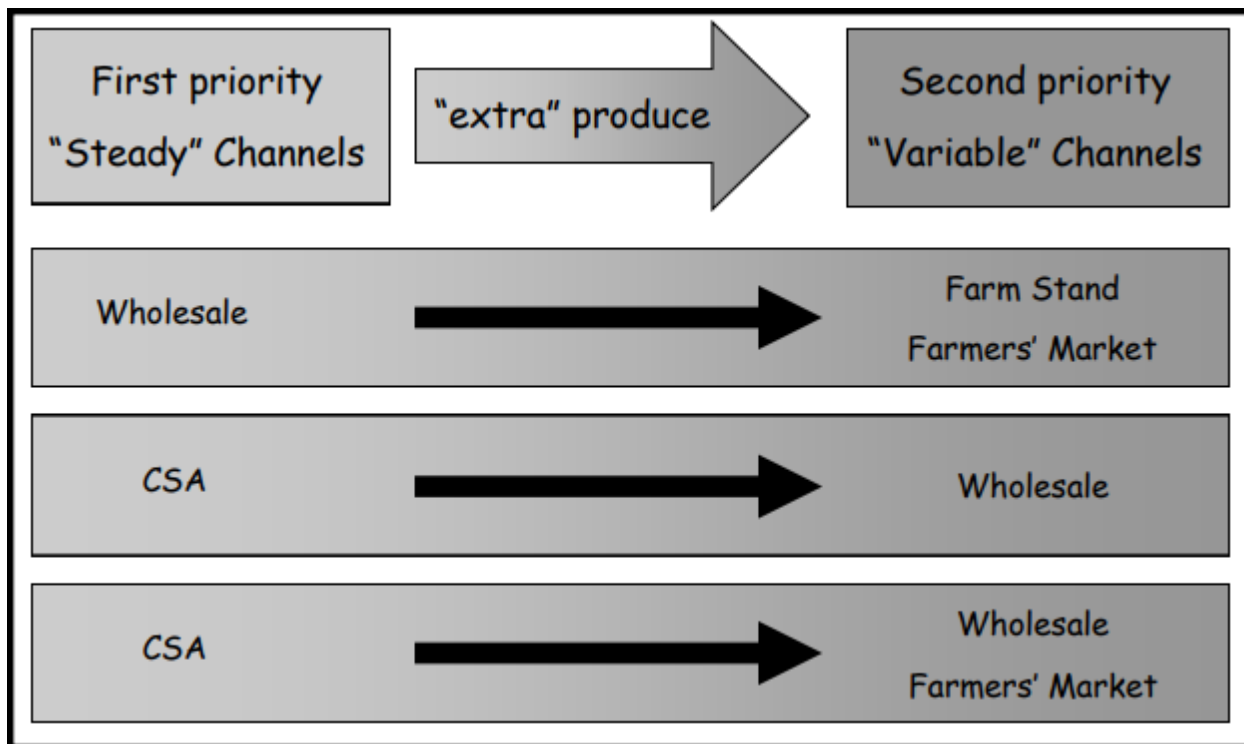 First priority
“Steady” Channels
“extra” produce
Second priority
“Variable” Channels
Wholesale
Farm Stand
Farmers’ Market
CSA
Wholesale
CSA
Wholesale
Farmers’ Market